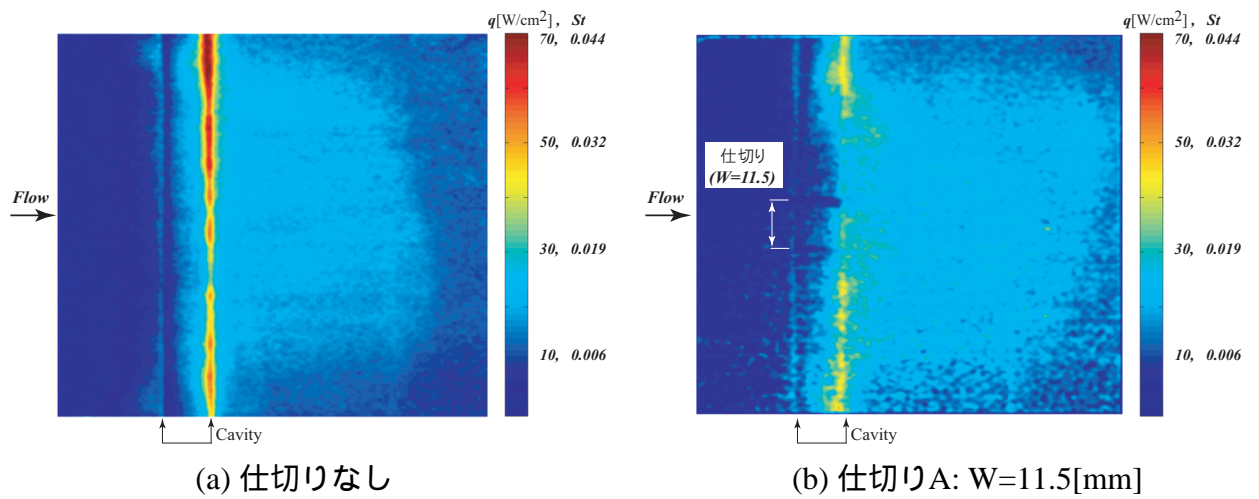 q[W/cm²] , St
70, 0.044
50, 0.032
30, 0.019
10, 0.006
Flow
Cavity
(a) 仕切りなし
q[W/cm²] , St
70, 0.044
50, 0.032
30, 0.019
10, 0.006
仕切り
(W=11.5)
Flow
Cavity
(b) 仕切りA: W=11.5[mm]